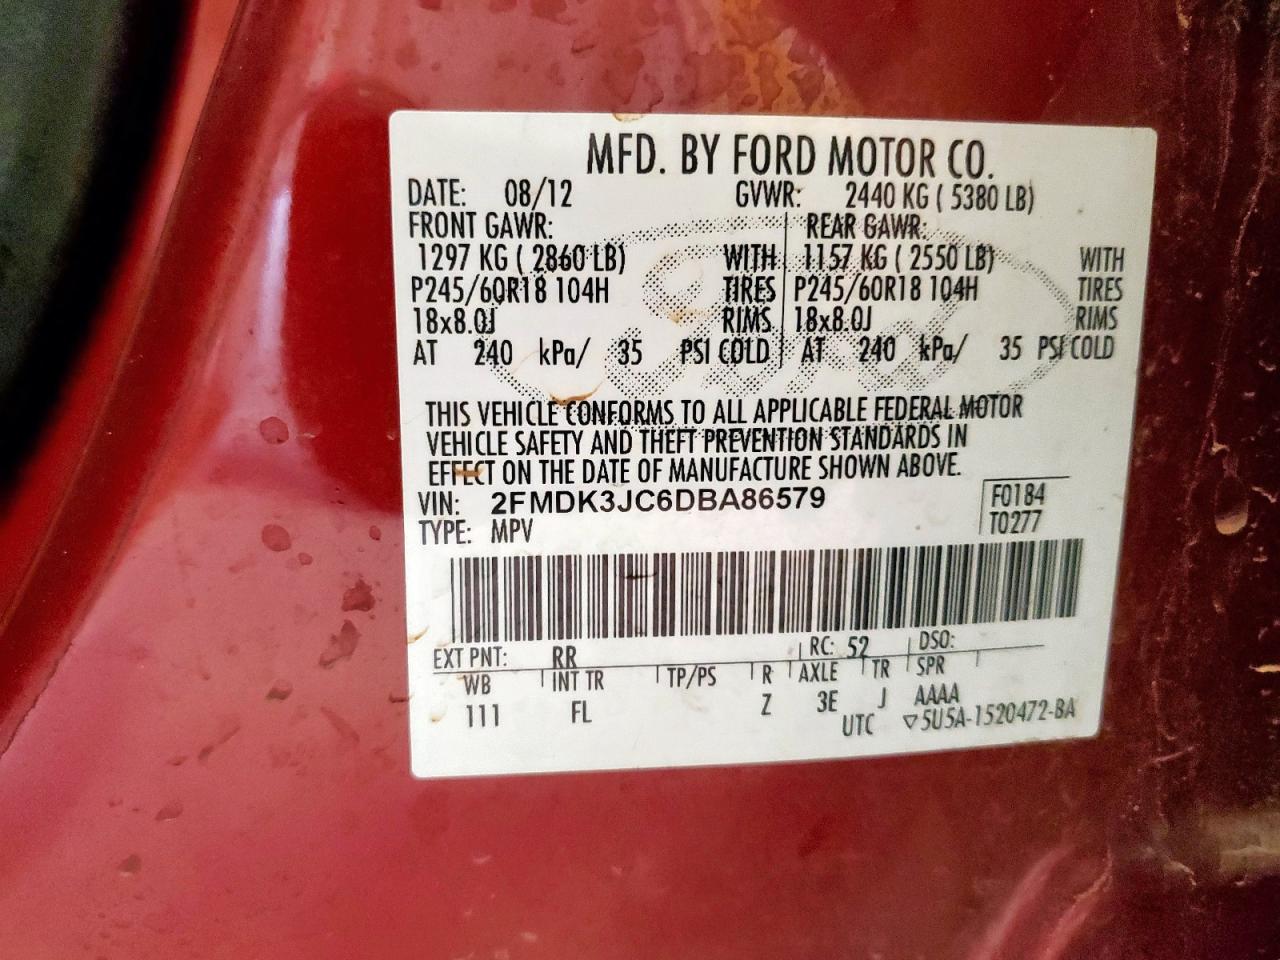 MFD. BY FORD MOTOR CO.
DATE: 08/12 GVWR: 2440 KG ( 5380 LB)
FRONT GAWR: REAR GAWR:
1297 KG ( 2860 LB) WITH 1157 KG ( 2550 LB) WITH
P245/60R18 104H TIRES P245/60R18 104H TIRES
18x8.0J RIMS 18x8.0J RIMS
AT 240 kPa/ 35 PSI COLD AT 240 kPa/ 35 PSI COLD
THIS VEHICLE CONFORMS TO ALL APPLICABLE FEDERAL MOTOR
VEHICLE SAFETY AND THEFT PREVENTION STANDARDS IN
EFFECT ON THE DATE OF MANUFACTURE SHOWN ABOVE.
VIN: 2FMDK3JC6DBA86579 F0184
TYPE: MPV T0277
EXT PNT: RR RC: 52 DSO:
WB INT TR TP/PS R AXLE TR SPR
111 FL Z 3E J AAAA
UTC ▽5U5A-1520472-BA